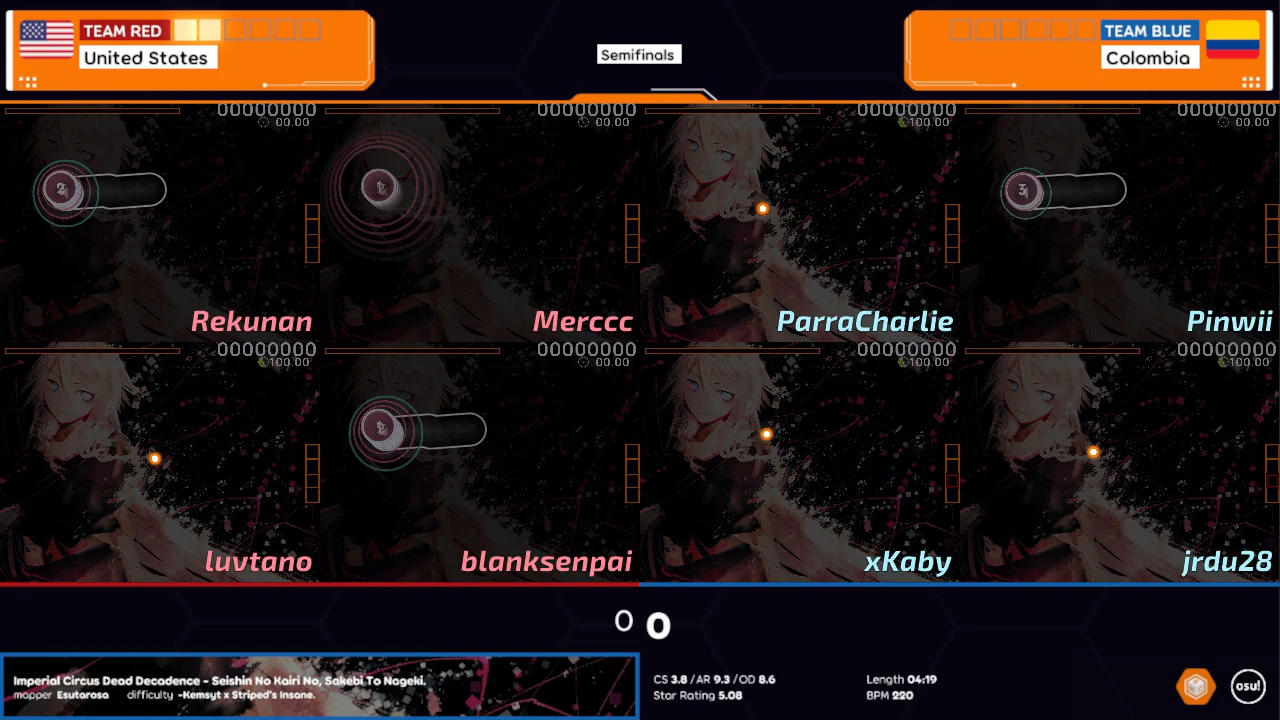 TEAM RED
United States
Semifinals
TEAM BLUE
Colombia
00000000
00.00
00000000
00.00
00000000
100.00
00000000
00.00
2
1
3
Rekunan
Merccc
ParraCharlie
Pinwii
00000000
100.00
00000000
00.00
00000000
100.00
00000000
100.00
luvtano
blanksenpai
xKaby
jrdu28
0 0
Imperial Circus Dead Decadence - Seishin No Kairi No, Sakebi To Nageki.
mapper Esutarosa difficulty -Kemsyt x Striped's Insane.
CS 3.8 / AR 9.3 / OD 8.6
Star Rating 5.08
Length 04:19
BPM 220
osu!